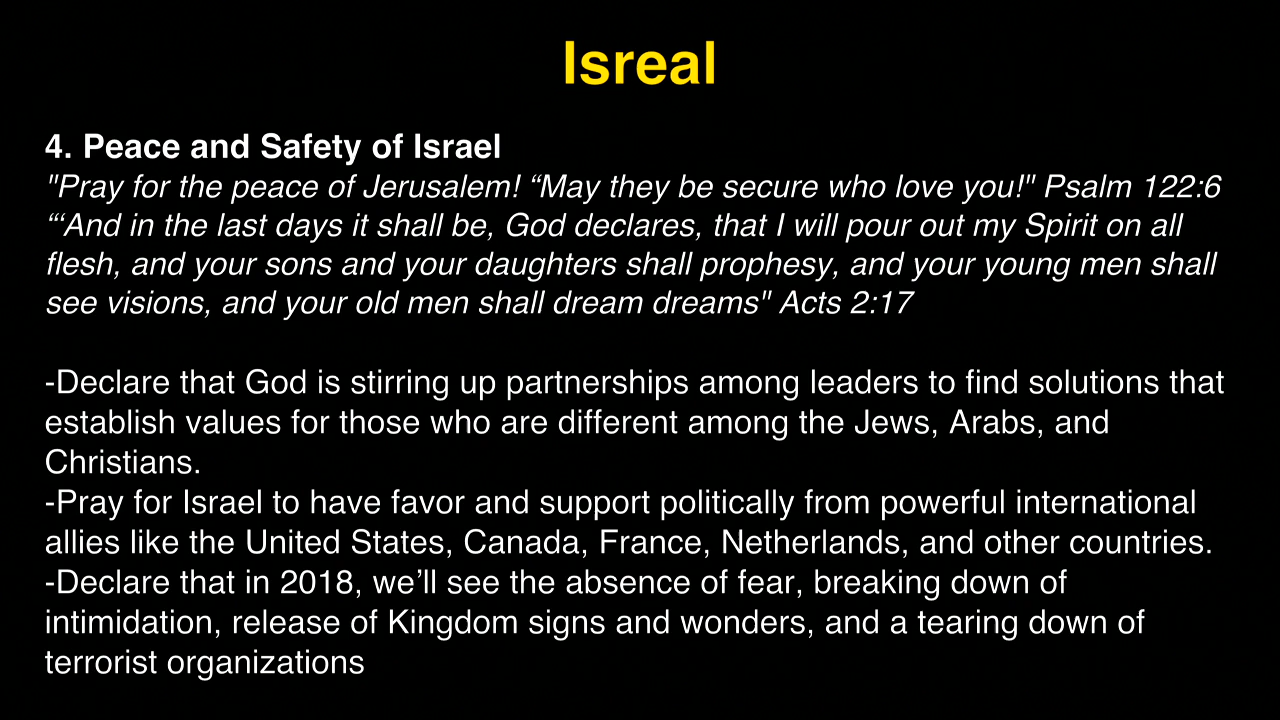 Isreal
4. Peace and Safety of Israel
"Pray for the peace of Jerusalem! “May they be secure who love you!" Psalm 122:6
“‘And in the last days it shall be, God declares, that I will pour out my Spirit on all
flesh, and your sons and your daughters shall prophesy, and your young men shall
see visions, and your old men shall dream dreams" Acts 2:17
-Declare that God is stirring up partnerships among leaders to find solutions that
establish values for those who are different among the Jews, Arabs, and
Christians.
-Pray for Israel to have favor and support politically from powerful international
allies like the United States, Canada, France, Netherlands, and other countries.
-Declare that in 2018, we’ll see the absence of fear, breaking down of
intimidation, release of Kingdom signs and wonders, and a tearing down of
terrorist organizations